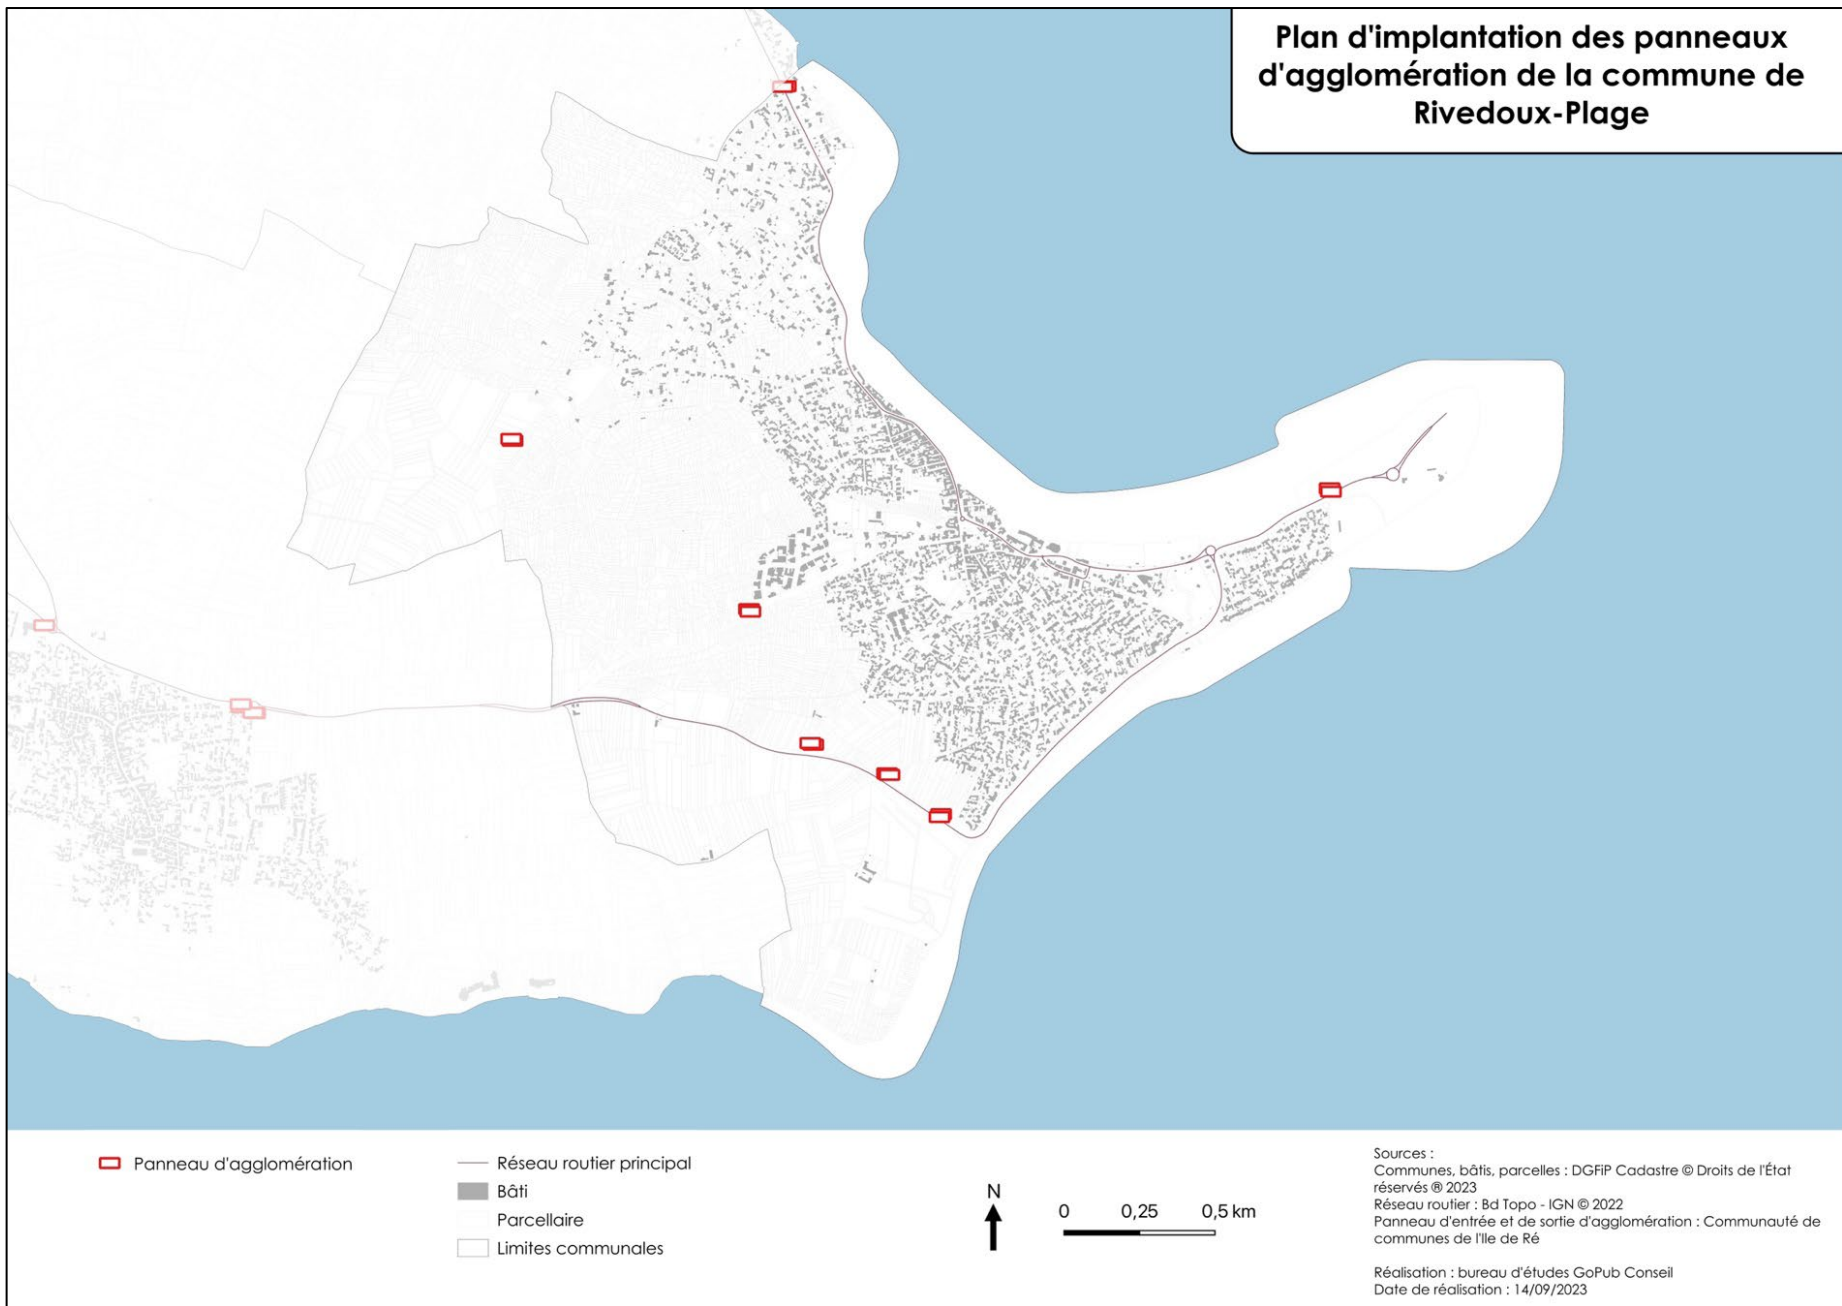 Plan d'implantation des panneaux
d'agglomération de la commune de
Rivedoux-Plage
Panneau d'agglomération
Réseau routier principal
Bâti
Parcellaire
Limites communales
N
0 0,25 0,5 km
Sources :
Communes, bâtis, parcelles : DGFiP Cadastre © Droits de l'État
réservés ® 2023
Réseau routier : Bd Topo - IGN © 2022
Panneau d'entrée et de sortie d'agglomération : Communauté de
communes de l'Ile de Ré
Réalisation : bureau d'études GoPub Conseil
Date de réalisation : 14/09/2023